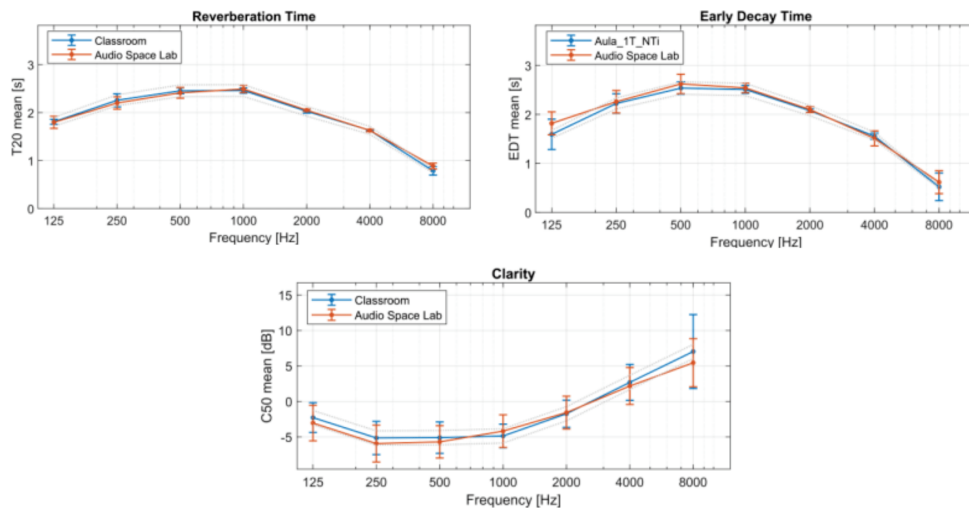 Reverberation Time
Classroom
Audio Space Lab
T20 mean [s]
3
2
1
0
125 250 500 1000 2000 4000 8000
Frequency [Hz]
Early Decay Time
Aula_1T_NTi
Audio Space Lab
EDT mean [s]
3
2
1
0
125 250 500 1000 2000 4000 8000
Frequency [Hz]
Clarity
Classroom
Audio Space Lab
C50 mean [dB]
15
10
5
0
-5
125 250 500 1000 2000 4000 8000
Frequency [Hz]